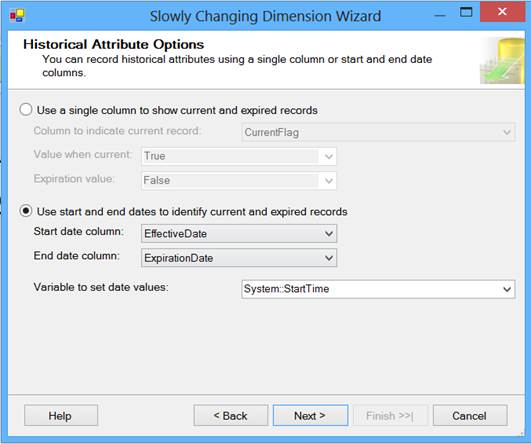 Slowly Changing Dimension Wizard
Historical Attribute Options
You can record historical attributes using a single column or start and end date
columns.
Use a single column to show current and expired records
Column to indicate current record: CurrentFlag
Value when current: True
Expiration value: False
Use start and end dates to identify current and expired records
Start date column: EffectiveDate
End date column: ExpirationDate
Variable to set date values: System::StartTime
Help < Back Next > Finish >>| Cancel